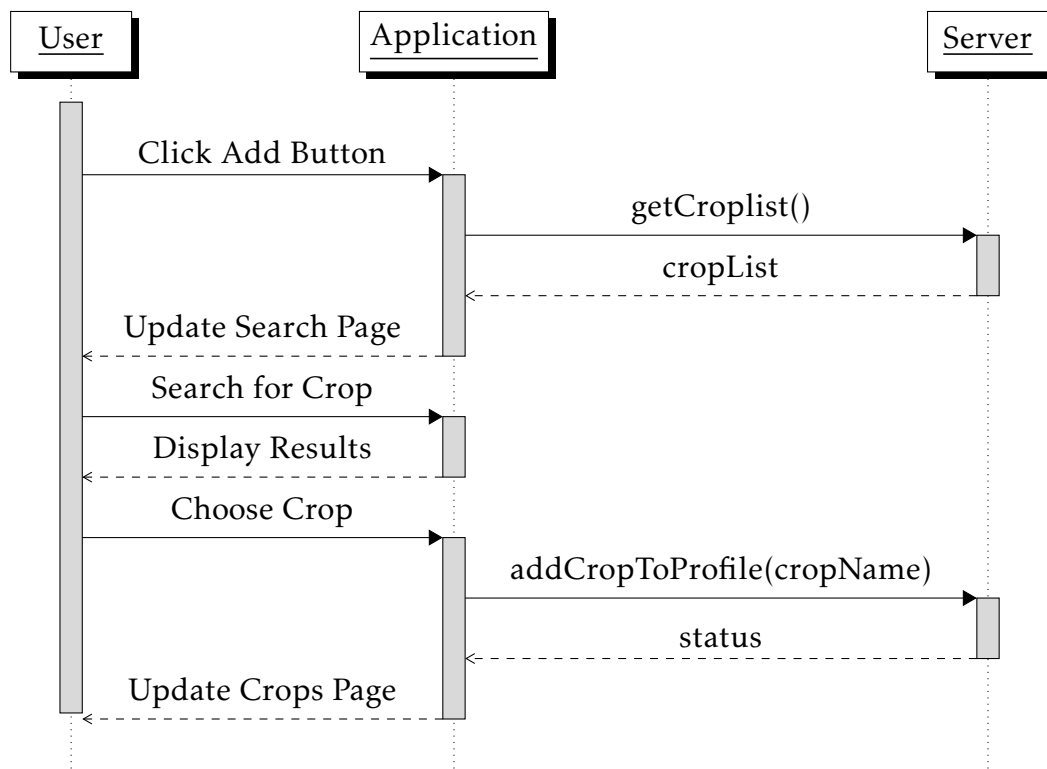 User
Application
Server
Click Add Button
getCroplist()
cropList
Update Search Page
Search for Crop
Display Results
Choose Crop
addCropToProfile(cropName)
status
Update Crops Page